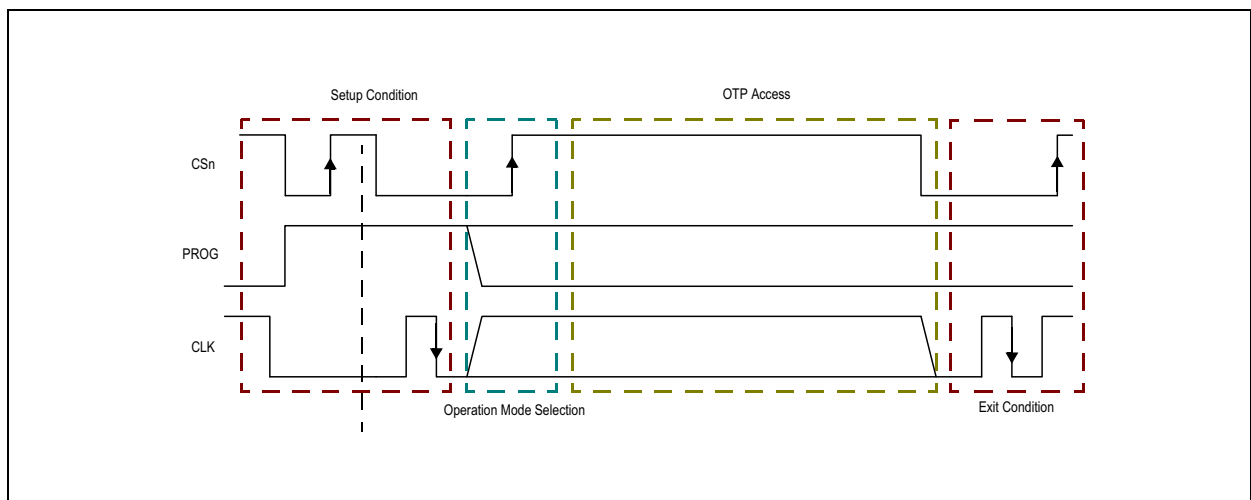 Setup Condition
OTP Access
CSn
PROG
CLK
Operation Mode Selection
Exit Condition